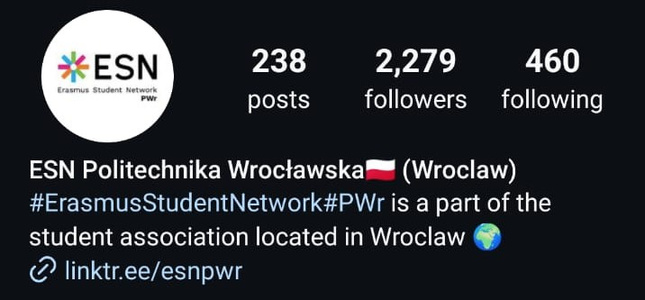 ESN
Erasmus Student Network
PWr
238 2,279 460
posts followers following
ESN Politechnika Wrocławska🇵🇱 (Wroclaw)
#ErasmusStudentNetwork#PWr is a part of the
student association located in Wroclaw 🌍
linktr.ee/esnpwr